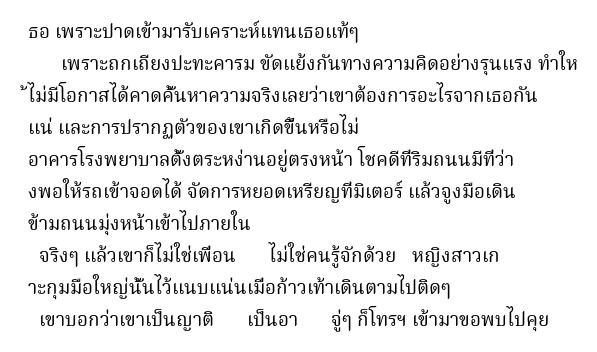 ธอ เพราะปาดเข้ามารับเคราะห์แทนเธอแท้ๆ
เพราะถกเถียงปะทะคารม ขัดแย้งกันทางความคิดอย่างรุนแรง ทำให
้ไม่มีโอกาสได้คาดค้นหาความจริงเลยว่าเขาต้องการอะไรจากเธอกัน
แน่ และการปรากฏตัวของเขาเกิดขึ้นหรือไม่
อาคารโรงพยาบาลตั้งตระหง่านอยู่ตรงหน้า โชคดีที่ริมถนนมีที่ว่า
งพอให้รถเข้าจอดได้ จัดการหยอดเหรียญที่มิเตอร์ แล้วจูงมือเดิน
ข้ามถนนมุ่งหน้าเข้าไปภายใน
จริงๆ แล้วเขาก็ไม่ใช่เพื่อน ไม่ใช่คนรู้จักด้วย หญิงสาวเก
าะกุมมือใหญ่นั้นไว้แนบแน่นเมื่อก้าวเท้าเดินตามไปติดๆ
เขาบอกว่าเขาเป็นญาติ เป็นอา จู่ๆ ก็โทรฯ เข้ามาขอพบไปคุย